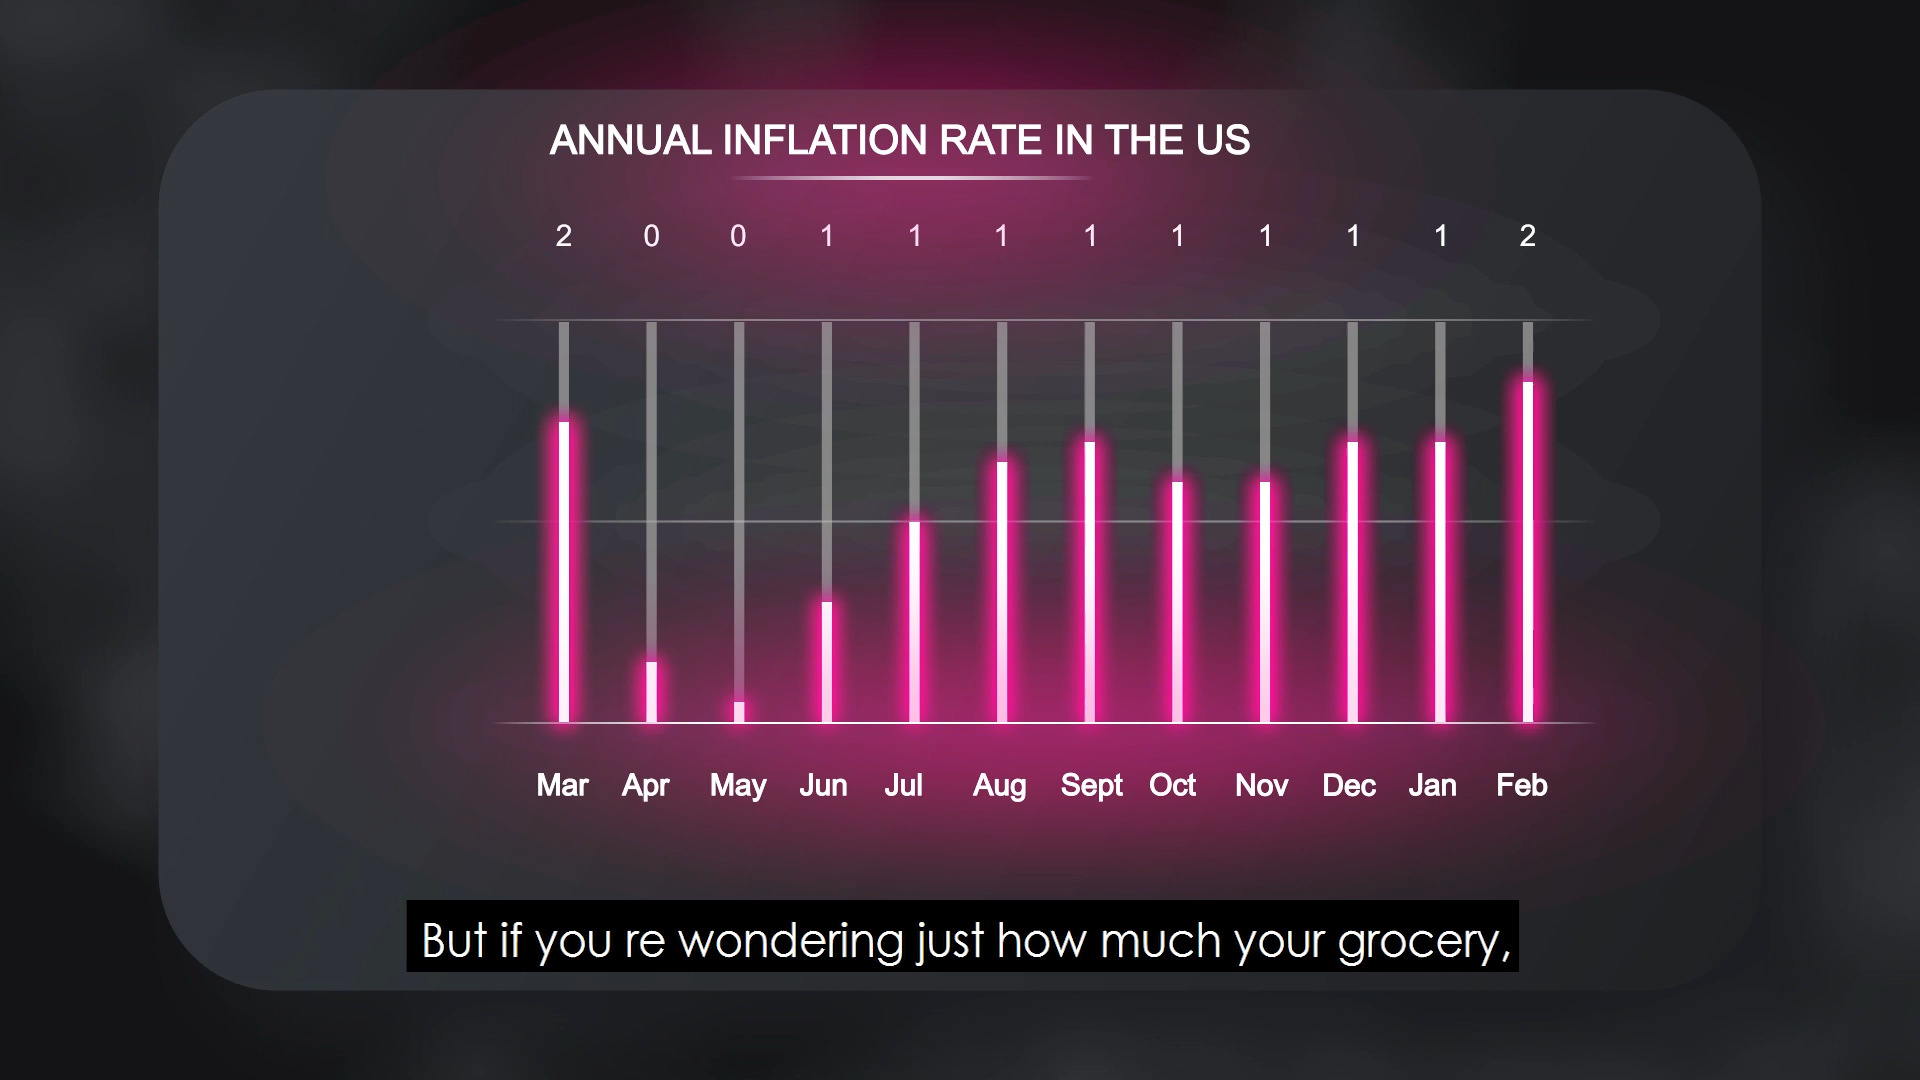 ANNUAL INFLATION RATE IN THE US
2 0 0 1 1 1 1 1 1 1 1 2
Mar Apr May Jun Jul Aug Sept Oct Nov Dec Jan Feb
But if you re wondering just how much your grocery,